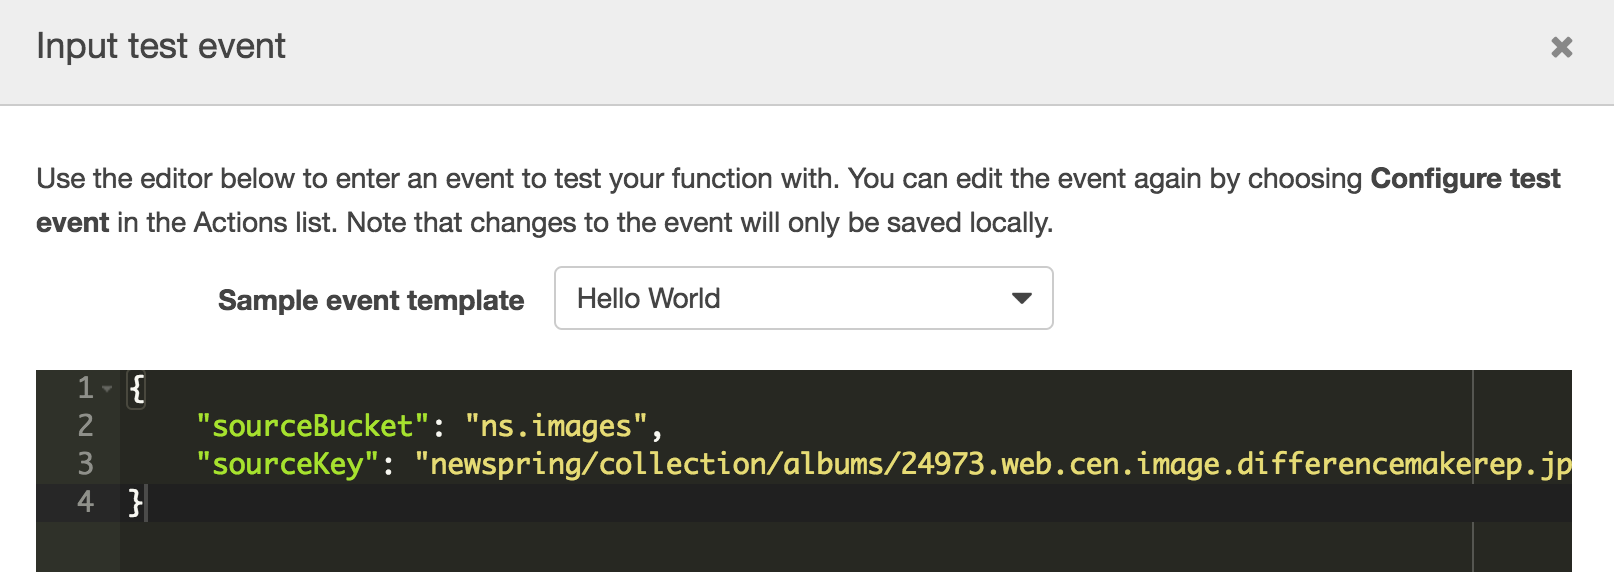 Input test event
Use the editor below to enter an event to test your function with. You can edit the event again by choosing Configure test
event in the Actions list. Note that changes to the event will only be saved locally.
Sample event template Hello World
1 {
2 "sourceBucket": "ns.images",
3 "sourceKey": "newspring/collection/albums/24973.web.cen.image.differencemakerep.jp
4 }